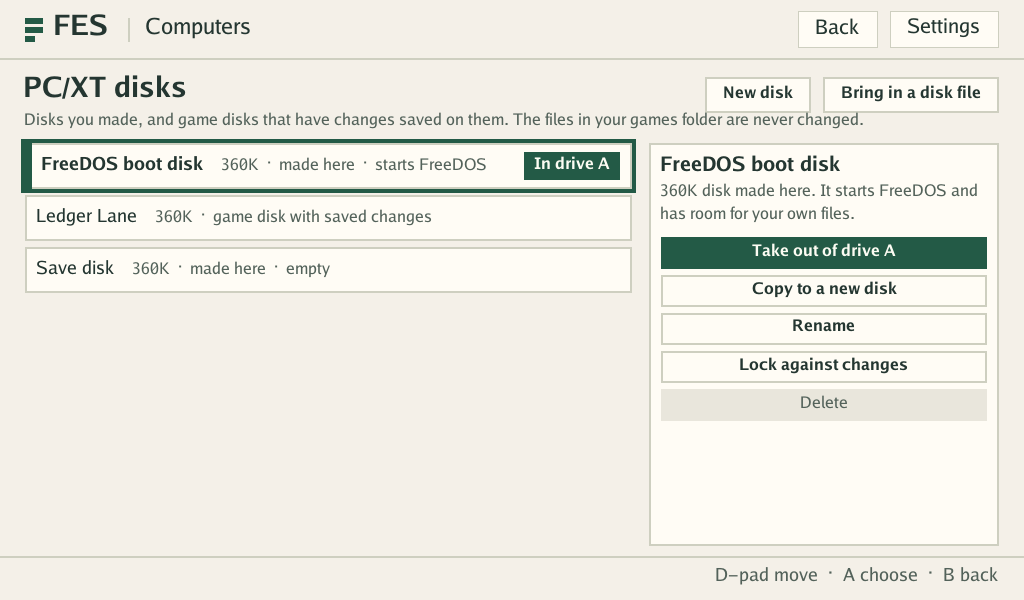 FES Computers Back Settings
PC/XT disks
New disk Bring in a disk file
Disks you made, and game disks that have changes saved on them. The files in your games folder are never changed.
FreeDOS boot disk 360K · made here · starts FreeDOS In drive A
Ledger Lane 360K · game disk with saved changes
Save disk 360K · made here · empty
FreeDOS boot disk
360K disk made here. It starts FreeDOS and
has room for your own files.
Take out of drive A
Copy to a new disk
Rename
Lock against changes
Delete
D-pad move · A choose · B back